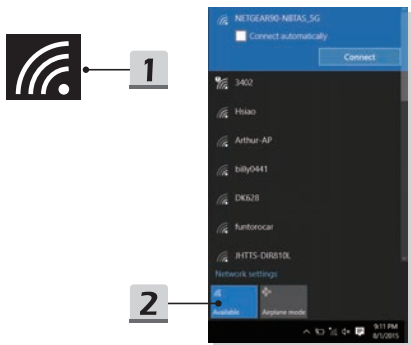 1
NETGEAR90-NBTAS_5G
Connect automatically
Connect
3402
Hsiao
Arthur-AP
billy0441
DK628
funtorocar
JHTTS-DIR810L
Network settings
2
Available
Airplane mode
9:11 PM
8/1/2015